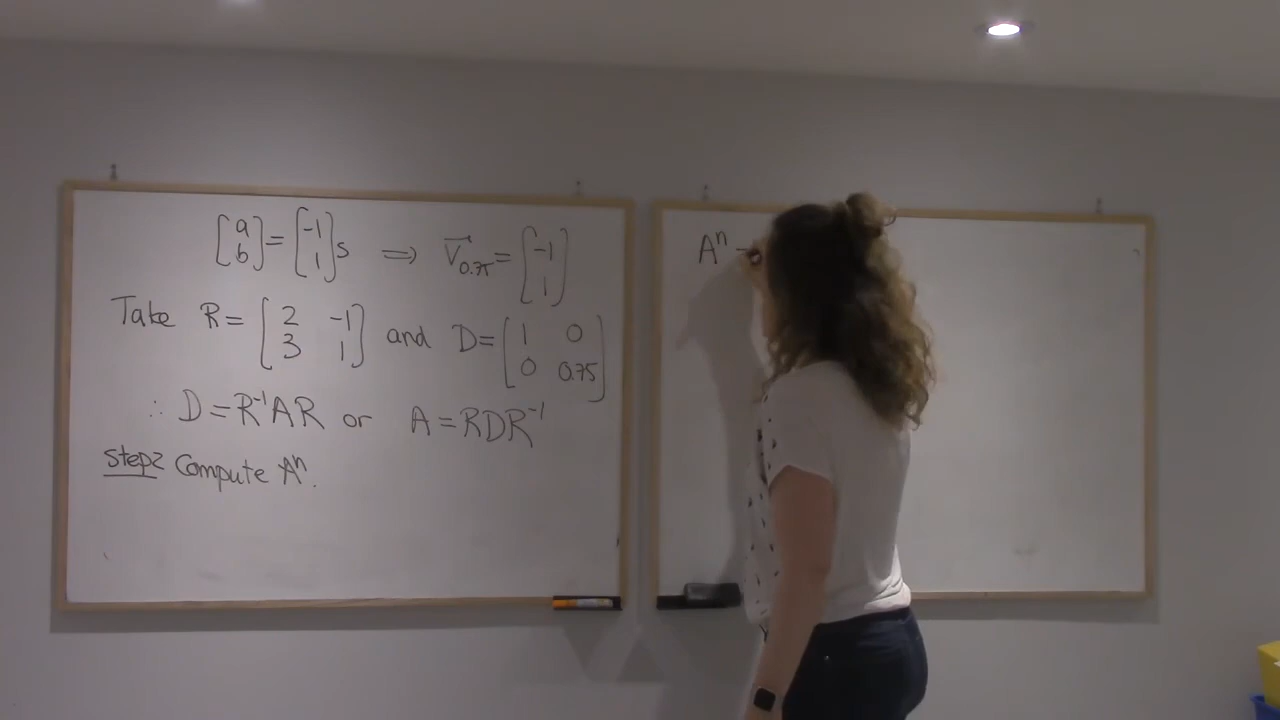 [a b] = [-1 1]s ⟹ V⃗0.75 = [-1 1]
Take R = [2 -1 3 1] and D = [1 0 0 0.75]
∴ D = R⁻¹AR or A = RDR⁻¹
Step2 Compute Aⁿ.
Aⁿ